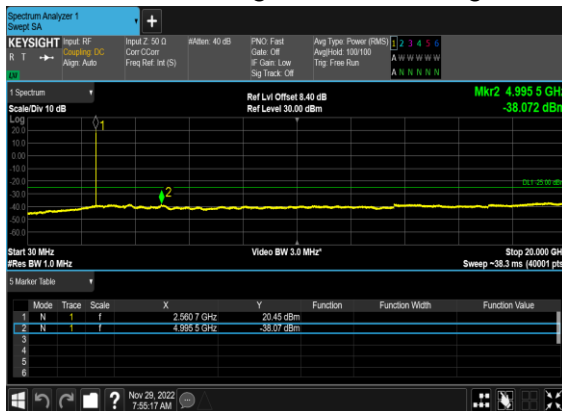 Spectrum Analyzer 1
Swept SA
KEYSIGHT Input: RF Input Z: 50 Ω #Atten: 40 dB PNO: Fast Avg Type: Power (RMS) 1 2 3 4 5 6
R T Coupling: DC Corr CCorr Gate: Off Avg|Hold: 100/100 A W W W W W
Align: Auto Freq Ref: Int (S) IF Gain: Low Trig: Free Run
Sig Track: Off A N N N N N
1 Spectrum Ref Lvl Offset 8.40 dB Mkr2 4.995 5 GHz
Scale/Div 10 dB Ref Level 30.00 dBm -38.072 dBm
Log
20.0 1
10.0
0.00
-10.0
-20.0 DL1 -25.00 dBm
-30.0 2
-40.0
-50.0
-60.0
Start 30 MHz Video BW 3.0 MHz* Stop 20.000 GH
#Res BW 1.0 MHz Sweep ~38.3 ms (40001 pts
5 Marker Table
Mode Trace Scale X Y Function Function Width Function Value
1 N 1 f 2.560 7 GHz 20.45 dBm
2 N 1 f 4.995 5 GHz -38.07 dBm
3
4
5
6
? Nov 29, 2022
7:55:17 AM